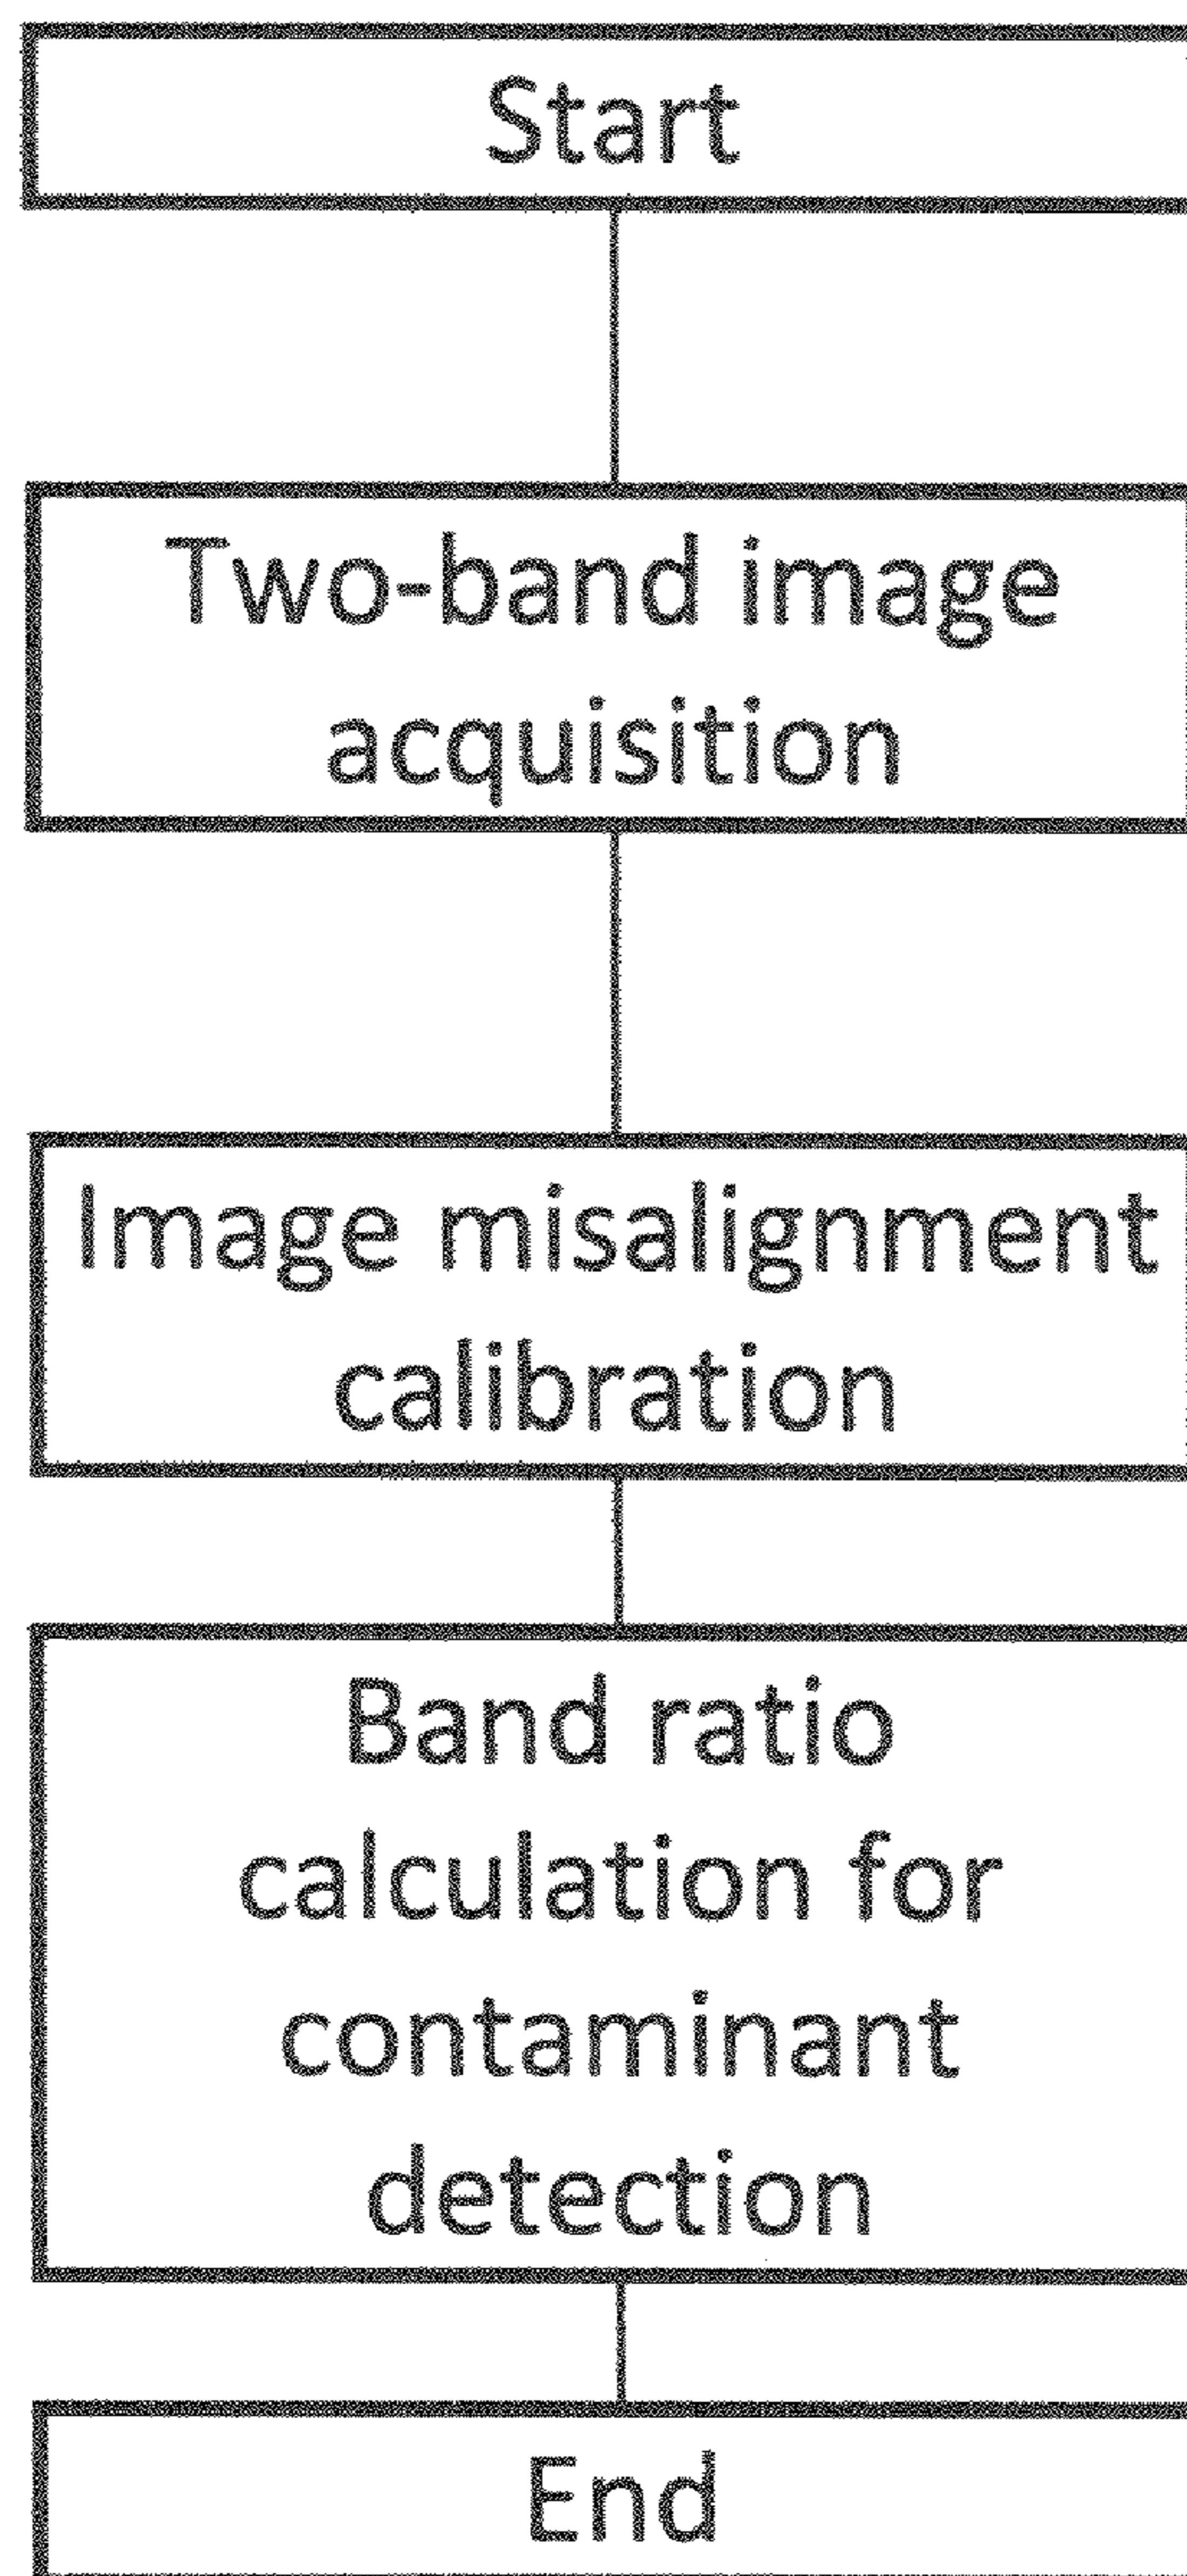 Start
Two-band image
acquisition
Image misalignment
calibration
Band ratio
calculation for
contaminant
detection
End